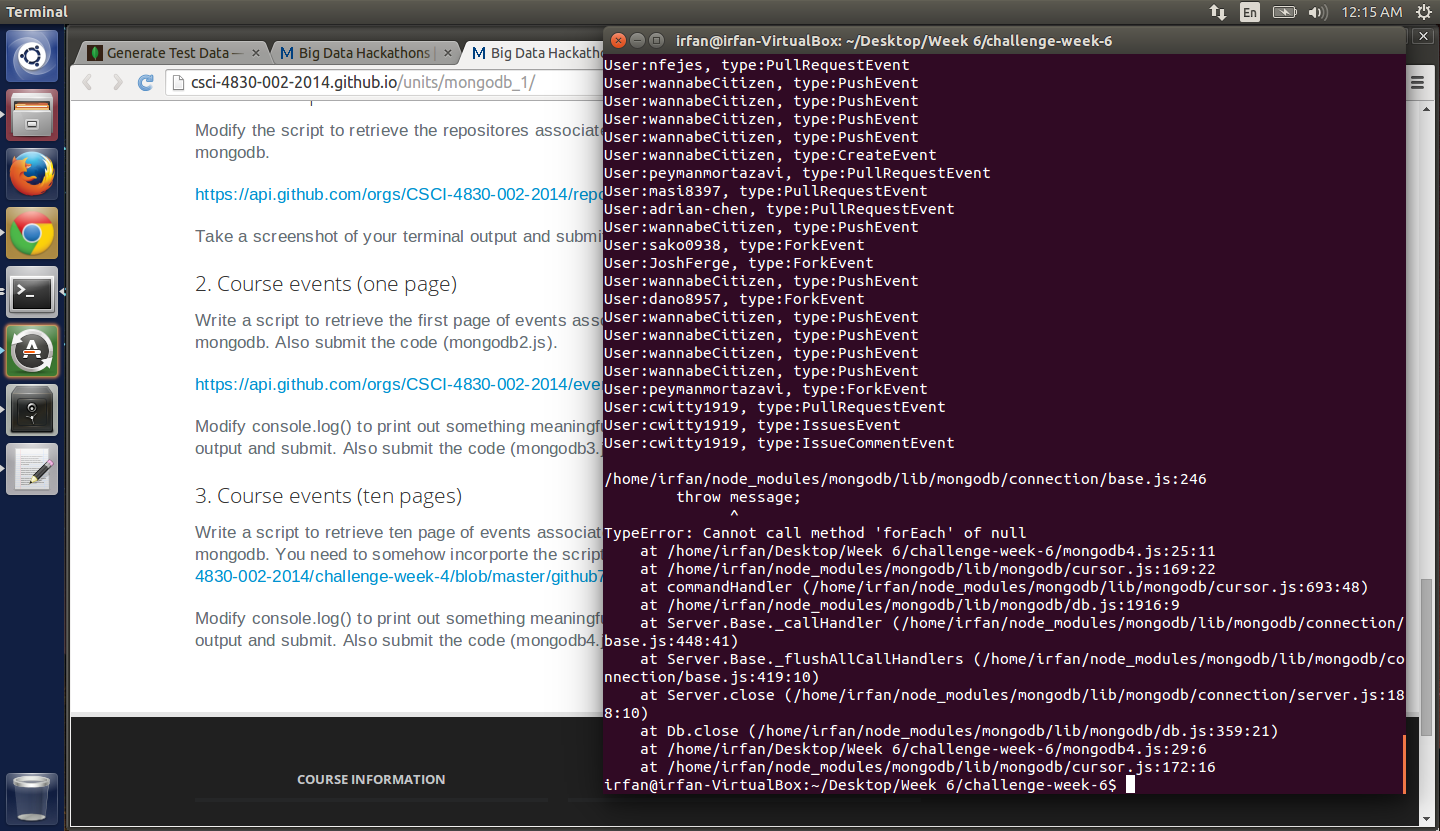 Terminal
En
12:15 AM
Generate Test Data —
Big Data Hackathons |
Big Data Hackatho
csci-4830-002-2014.github.io/units/mongodb_1/
Modify the script to retrieve the repositores associat
mongodb.
https://api.github.com/orgs/CSCI-4830-002-2014/repo
Take a screenshot of your terminal output and submi
2. Course events (one page)
Write a script to retrieve the first page of events asso
mongodb. Also submit the code (mongodb2.js).
https://api.github.com/orgs/CSCI-4830-002-2014/eve
Modify console.log() to print out something meaningfu
output and submit. Also submit the code (mongodb3.j
3. Course events (ten pages)
Write a script to retrieve ten page of events associat
mongodb. You need to somehow incorporte the script
4830-002-2014/challenge-week-4/blob/master/github7
Modify console.log() to print out something meaningfu
output and submit. Also submit the code (mongodb4.j
COURSE INFORMATION
irfan@irfan-VirtualBox: ~/Desktop/Week 6/challenge-week-6
User:nfejes, type:PullRequestEvent
User:wannabeCitizen, type:PushEvent
User:wannabeCitizen, type:PushEvent
User:wannabeCitizen, type:PushEvent
User:wannabeCitizen, type:PushEvent
User:wannabeCitizen, type:CreateEvent
User:peymanmortazavi, type:PullRequestEvent
User:masi8397, type:PullRequestEvent
User:adrian-chen, type:PullRequestEvent
User:wannabeCitizen, type:PushEvent
User:sako0938, type:ForkEvent
User:JoshFerge, type:ForkEvent
User:wannabeCitizen, type:PushEvent
User:dano8957, type:ForkEvent
User:wannabeCitizen, type:PushEvent
User:wannabeCitizen, type:PushEvent
User:wannabeCitizen, type:PushEvent
User:wannabeCitizen, type:PushEvent
User:peymanmortazavi, type:ForkEvent
User:cwitty1919, type:PullRequestEvent
User:cwitty1919, type:IssuesEvent
User:cwitty1919, type:IssueCommentEvent
/home/irfan/node_modules/mongodb/lib/mongodb/connection/base.js:246
        throw message;
              ^
TypeError: Cannot call method 'forEach' of null
    at /home/irfan/Desktop/Week 6/challenge-week-6/mongodb4.js:25:11
    at /home/irfan/node_modules/mongodb/lib/mongodb/cursor.js:169:22
    at commandHandler (/home/irfan/node_modules/mongodb/lib/mongodb/cursor.js:693:48)
    at /home/irfan/node_modules/mongodb/lib/mongodb/db.js:1916:9
    at Server.Base._callHandler (/home/irfan/node_modules/mongodb/lib/mongodb/connection/
base.js:448:41)
    at Server.Base._flushAllCallHandlers (/home/irfan/node_modules/mongodb/lib/mongodb/co
nnection/base.js:419:10)
    at Server.close (/home/irfan/node_modules/mongodb/lib/mongodb/connection/server.js:18
8:10)
    at Db.close (/home/irfan/node_modules/mongodb/lib/mongodb/db.js:359:21)
    at /home/irfan/Desktop/Week 6/challenge-week-6/mongodb4.js:29:6
    at /home/irfan/node_modules/mongodb/lib/mongodb/cursor.js:172:16
irfan@irfan-VirtualBox:~/Desktop/Week 6/challenge-week-6$